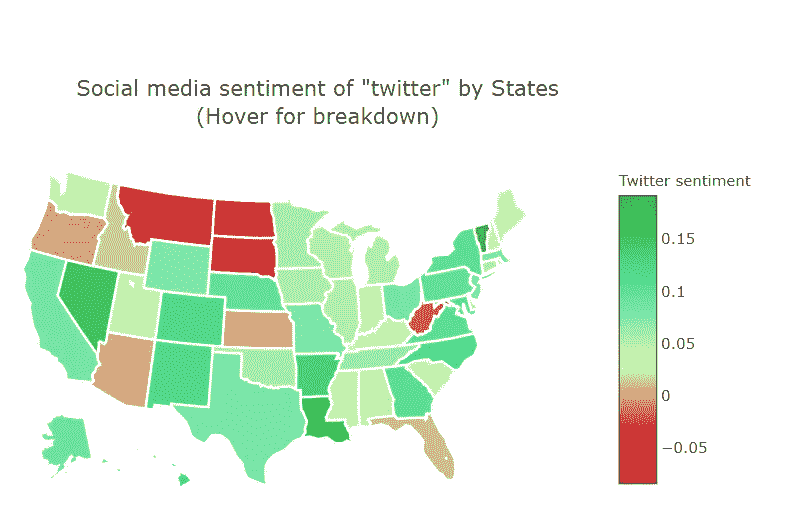 Social media sentiment of "twitter" by States
(Hover for breakdown)
Twitter sentiment
0.15
0.1
0.05
0
−0.05